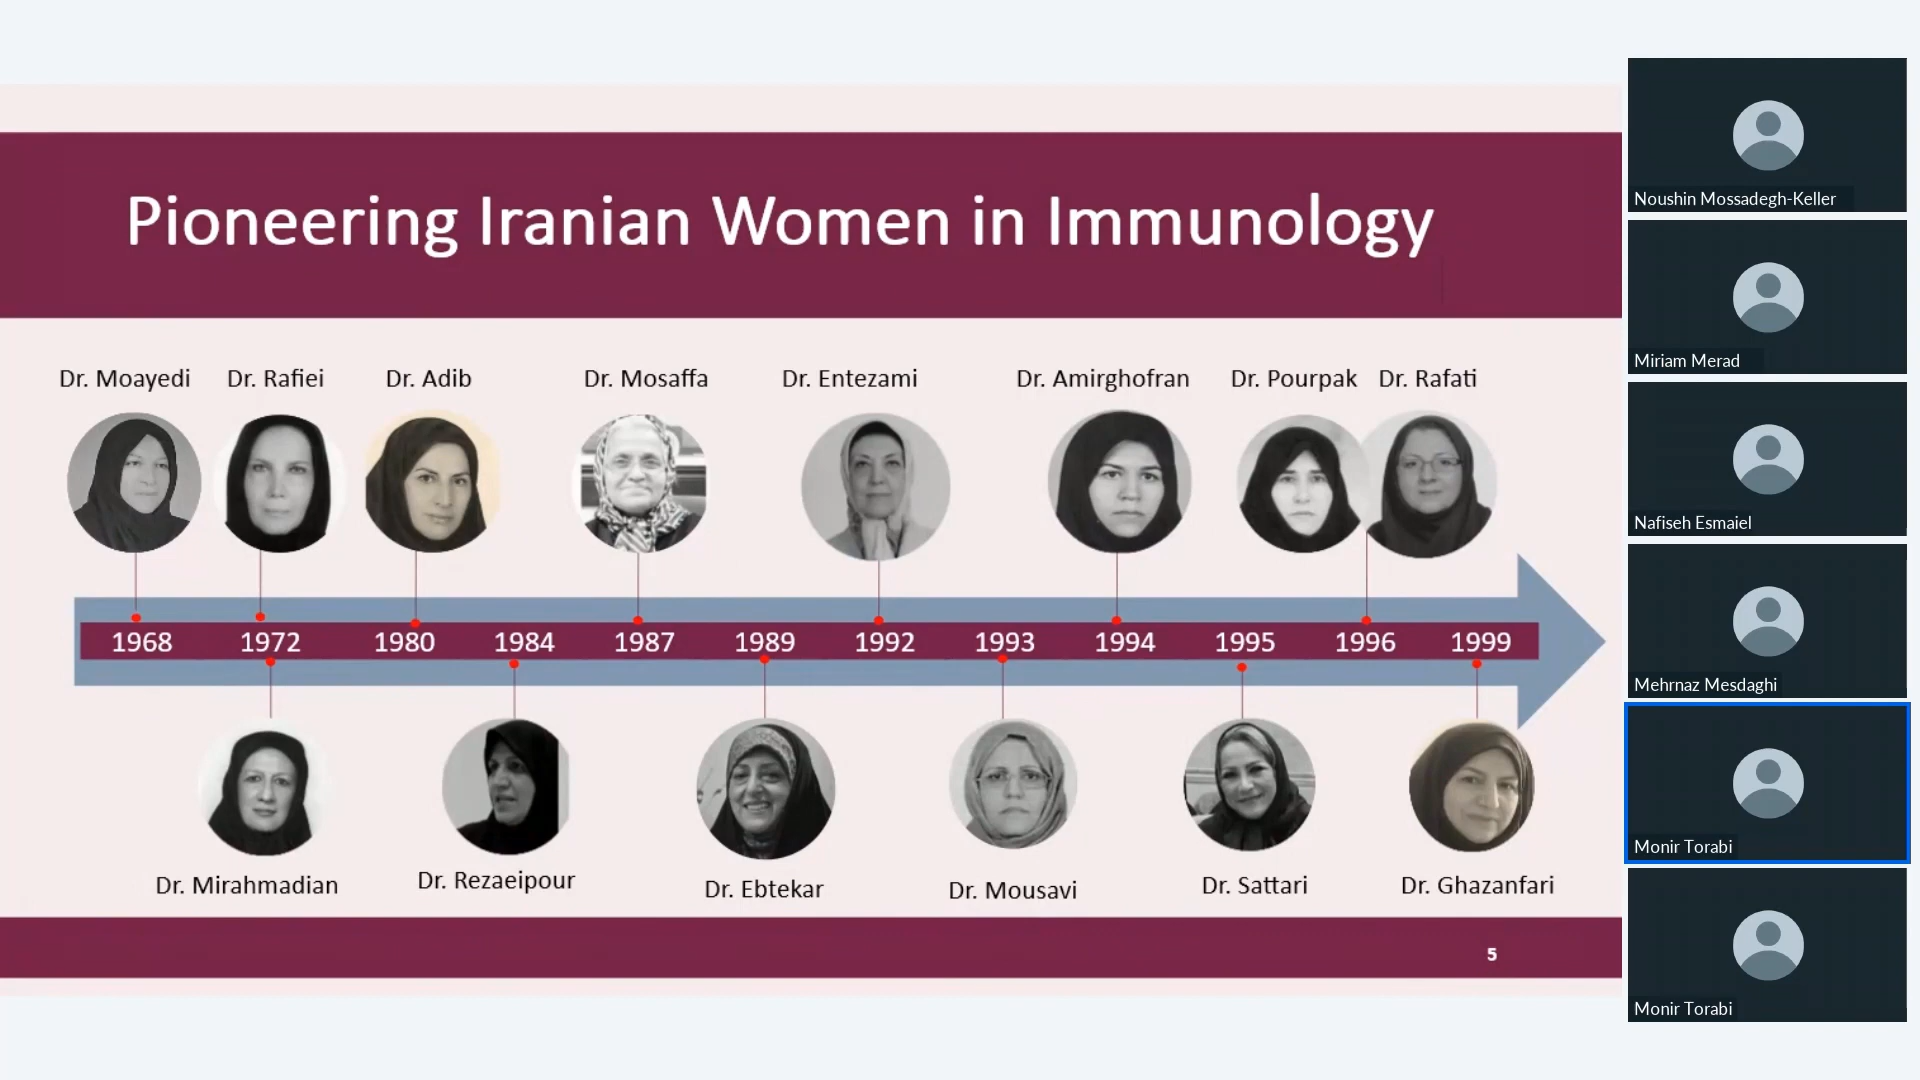 Pioneering Iranian Women in Immunology
Dr. Moayedi Dr. Rafiei Dr. Adib Dr. Mosaffa Dr. Entezami Dr. Amirghofran Dr. Pourpak Dr. Rafati
1968 1972 1980 1984 1987 1989 1992 1993 1994 1995 1996 1999
Dr. Mirahmadian Dr. Rezaeipour Dr. Ebtekar Dr. Mousavi Dr. Sattari Dr. Ghazanfari
5
Noushin Mossadegh-Keller
Miriam Merad
Nafiseh Esmaiel
Mehrnaz Mesdaghi
Monir Torabi
Monir Torabi